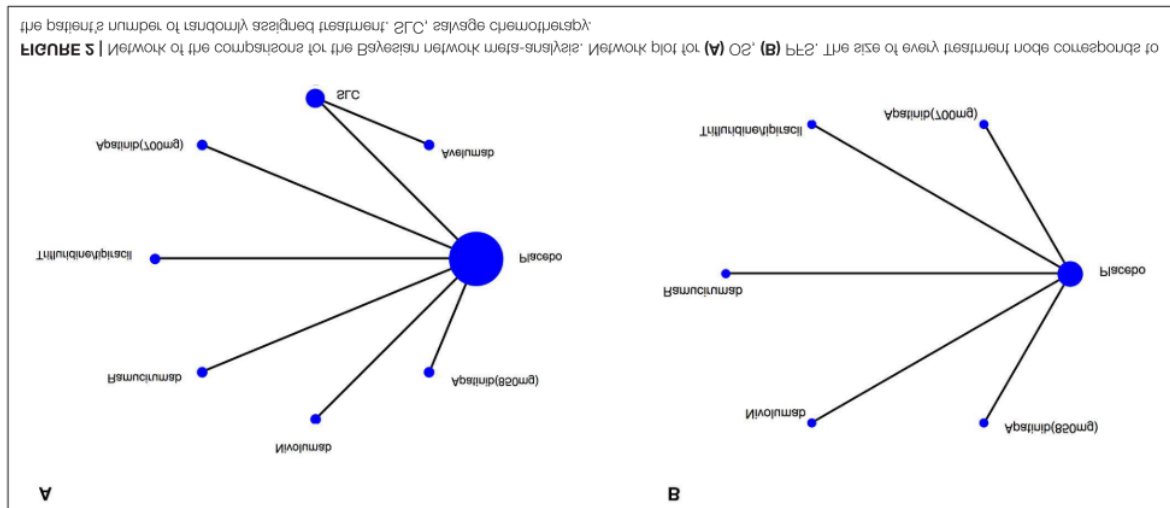 A
Nivolumab
Apatinib(850mg)
Ramucirumab
Placebo
Trifluridine/tipiracil
Avelumab
Apatinib(700mg)
SLC
B
Apatinib(850mg)
Nivolumab
Placebo
Ramucirumab
Trifluridine/tipiracil
Apatinib(700mg)
FIGURE 2 | Network of the comparisons for the Bayesian network meta-analysis. Network plot for (A) OS, (B) PFS. The size of every treatment node corresponds to
the patient's number of randomly assigned treatment. SLC, salvage chemotherapy.